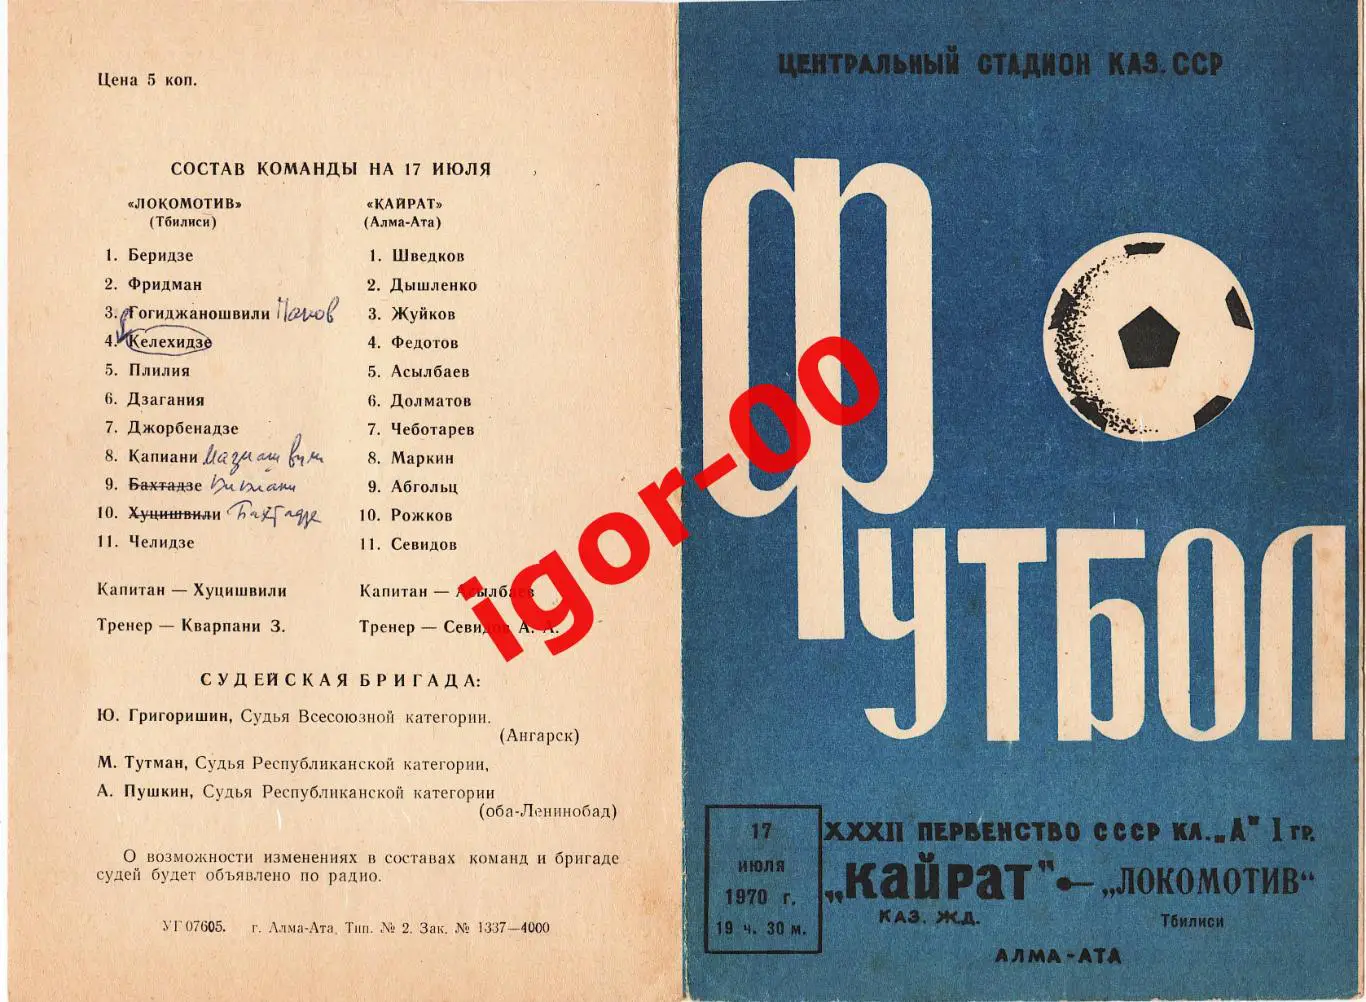 Цена 5 коп.
СОСТАВ КОМАНДЫ НА 17 ИЮЛЯ
«ЛОКОМОТИВ»
(Тбилиси)
1. Беридзе
2. Фридман
3. Гогиджаношвили
4. Келехидзе
5. Плилия
6. Дзагания
7. Джорбенадзе
8. Капиани
9. Бахтадзе
10. Хуцишвили Бахтадзе
11. Челидзе
Капитан — Хуцишвили
Тренер — Кварпани З.
«КАЙРАТ»
(Алма-Ата)
1. Шведков
2. Дышленко
3. Жуйков
4. Федотов
5. Асылбаев
6. Долматов
7. Чеботарев
8. Маркин
9. Абгольц
10. Рожков
11. Севидов
Капитан — Асылбаев
Тренер — Севидов А. А.
СУДЕЙСКАЯ БРИГАДА:
Ю. Григоришин, Судья Всесоюзной категории.
(Ангарск)
М. Тутман, Судья Республиканской категории,
А. Пушкин, Судья Республиканской категории
(оба-Ленинобад)
О возможности изменениях в составах команд и бригаде
судей будет объявлено по радио.
УГ07605. г. Алма-Ата, Тип. № 2. Зак. № 1337—4000
ЦЕНТРАЛЬНЫЙ СТАДИОН КАЗ. ССР
ФУТБОЛ
17
ИЮЛЯ
1970 г.
19 ч. 30 м.
XXXII ПЕРВЕНСТВО СССР КЛ. „А" 1 ГР.
„КАЙРАТ" — „ЛОКОМОТИВ"
КАЗ. Ж.Д.
Тбилиси
АЛМА-АТА
igor-00